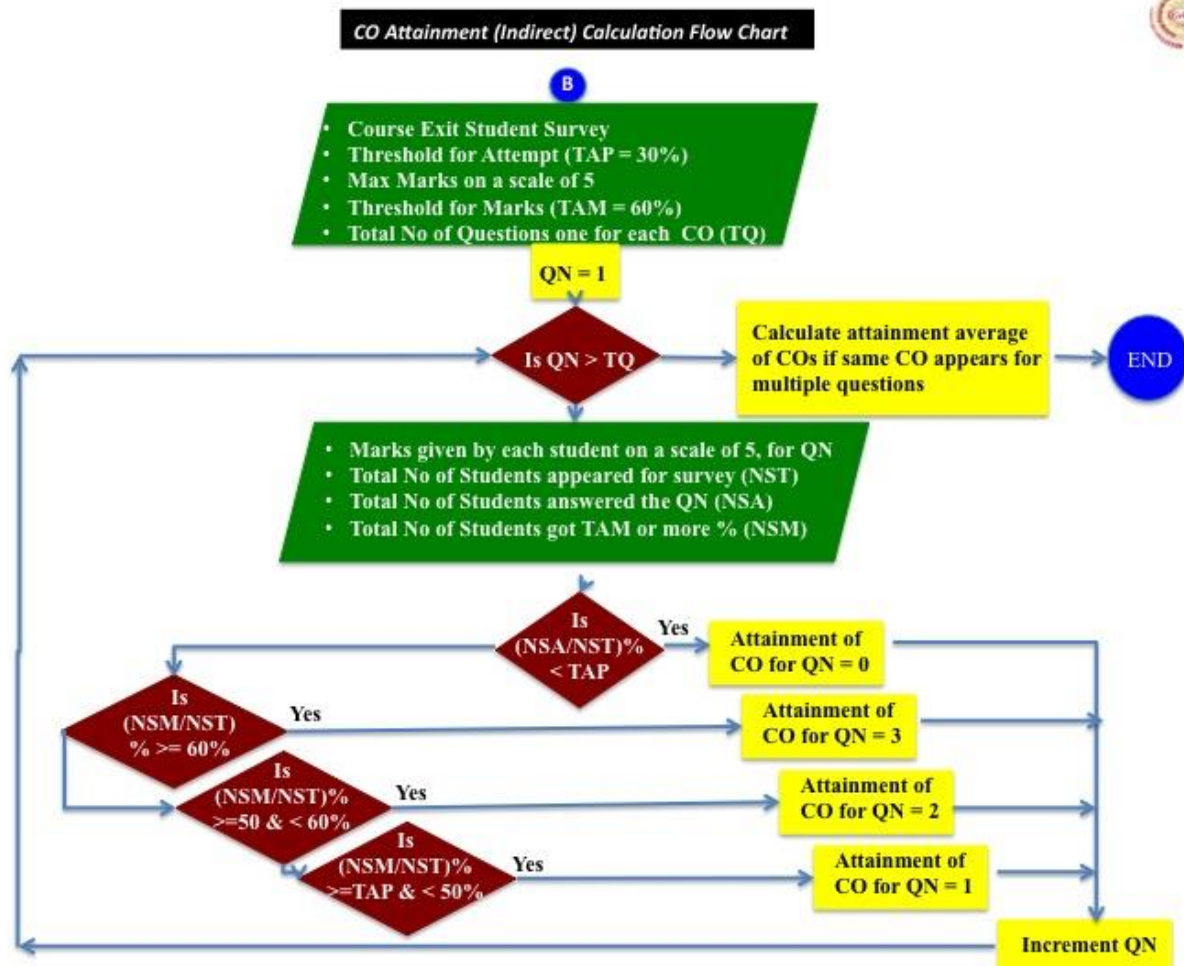 CO Attainment (Indirect) Calculation Flow Chart
B
• Course Exit Student Survey
• Threshold for Attempt (TAP = 30%)
• Max Marks on a scale of 5
• Threshold for Marks (TAM = 60%)
• Total No of Questions one for each CO (TQ)
QN = 1
Is QN > TQ
Calculate attainment average
of COs if same CO appears for
multiple questions
END
• Marks given by each student on a scale of 5, for QN
• Total No of Students appeared for survey (NST)
• Total No of Students answered the QN (NSA)
• Total No of Students got TAM or more % (NSM)
Is
(NSA/NST)%
< TAP
Yes
Attainment of
CO for QN = 0
Is
(NSM/NST)
% >= 60%
Yes
Attainment of
CO for QN = 3
Is
(NSM/NST)%
>=50 & < 60%
Yes
Attainment of
CO for QN = 2
Is
(NSM/NST)%
>=TAP & < 50%
Yes
Attainment of
CO for QN = 1
Increment QN